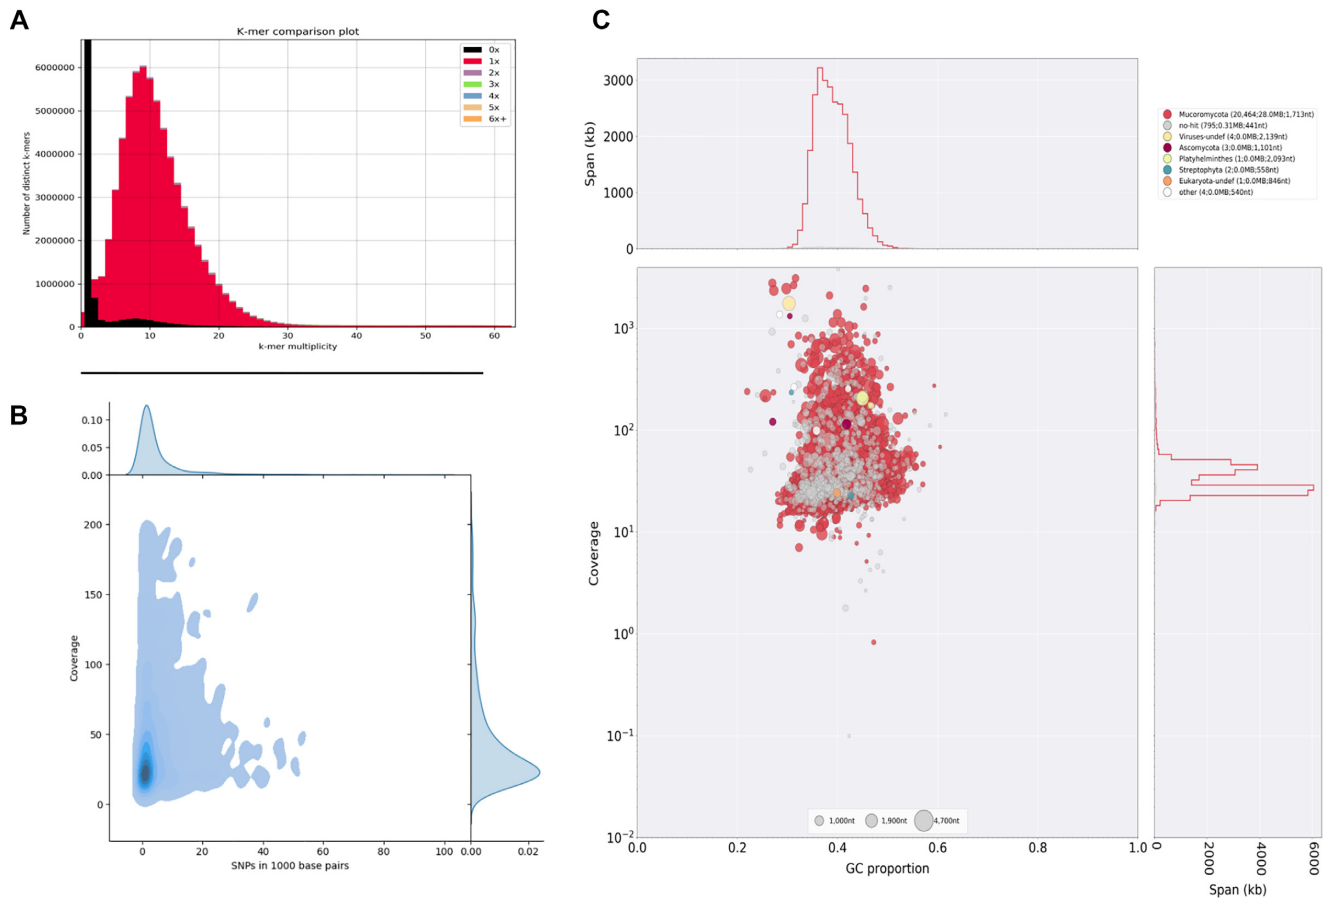 A
K-mer comparison plot
Number of distinct k-mers
6000000
5000000
4000000
3000000
2000000
1000000
0
0 10 20 30 40 50 60
k-mer multiplicity
0x
1x
2x
3x
4x
5x
6x+
B
0.10
0.05
0.00
Coverage
200
150
100
50
0
0 20 40 60 80 100
0.00 0.02
SNPs in 1000 base pairs
C
Span (kb)
3000
2000
1000
0
Mucoromycota (20,464;28.0MB;1,713nt)
no-hit (795;0.31MB;441nt)
Viruses-undef (4;0.0MB;2,139nt)
Ascomycota (3;0.0MB;1,101nt)
Platyhelminthes (1;0.0MB;2,093nt)
Streptophyta (2;0.0MB;558nt)
Eukaryota-undef (1;0.0MB;846nt)
other (4;0.0MB;540nt)
Coverage
10³
10²
10¹
10⁰
10⁻¹
10⁻²
1,000nt 1,900nt 4,700nt
0.0 0.2 0.4 0.6 0.8 1.0
GC proportion
0 2000 4000 6000
Span (kb)